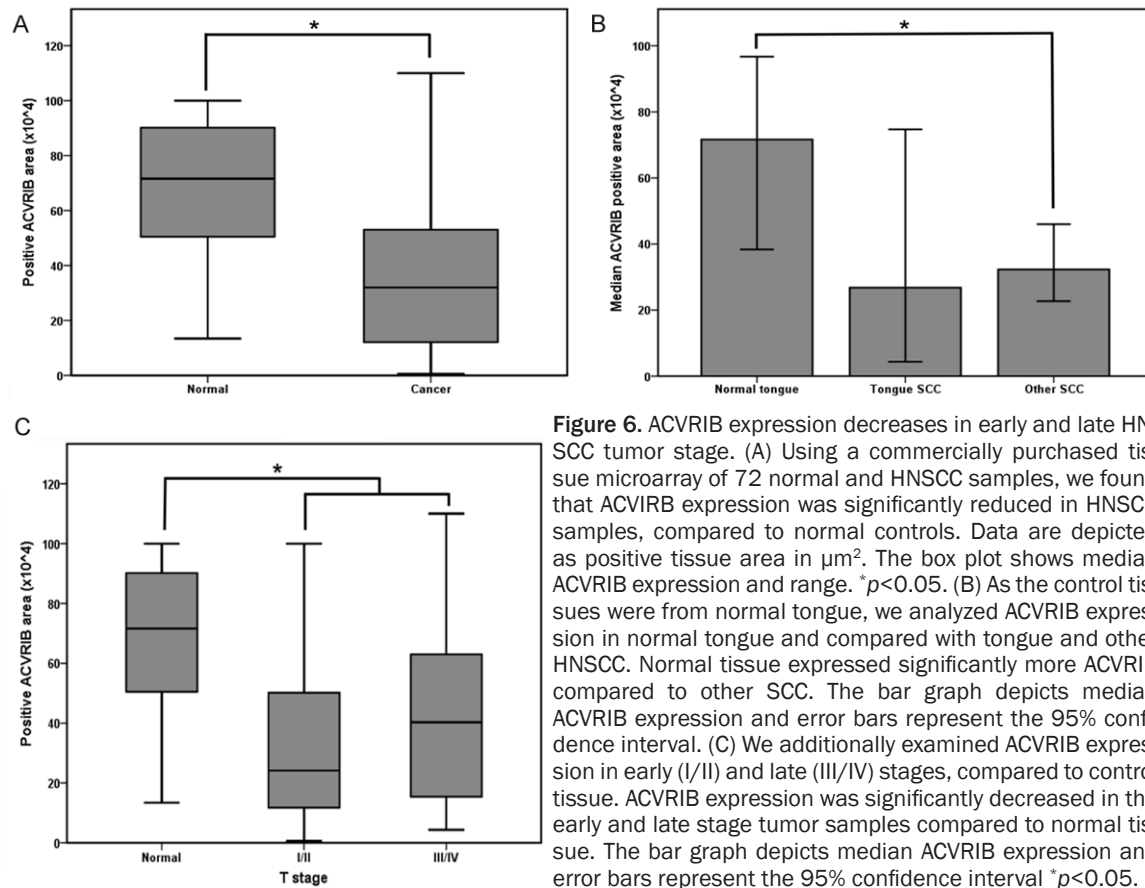 A
*
120
100
80
60
40
20
0
Positive ACVRIB area (x10^4)
Normal
Cancer
B
*
100
80
60
40
20
0
Median ACVRIB positive area (x10^4)
Normal tongue
Tongue SCC
Other SCC
C
*
120
100
80
60
40
20
0
Positive ACVRIB area (x10^4)
Normal
I/II
III/IV
T stage
Figure 6. ACVRIB expression decreases in early and late HN
SCC tumor stage. (A) Using a commercially purchased tis
sue microarray of 72 normal and HNSCC samples, we foun
that ACVIRB expression was significantly reduced in HNSC
samples, compared to normal controls. Data are depicte
as positive tissue area in µm². The box plot shows media
ACVRIB expression and range. *p<0.05. (B) As the control tis
sues were from normal tongue, we analyzed ACVRIB expres
sion in normal tongue and compared with tongue and othe
HNSCC. Normal tissue expressed significantly more ACVRI
compared to other SCC. The bar graph depicts media
ACVRIB expression and error bars represent the 95% conf
dence interval. (C) We additionally examined ACVRIB expres
sion in early (I/II) and late (III/IV) stages, compared to contro
tissue. ACVRIB expression was significantly decreased in th
early and late stage tumor samples compared to normal tis
sue. The bar graph depicts median ACVRIB expression an
error bars represent the 95% confidence interval *p<0.05.